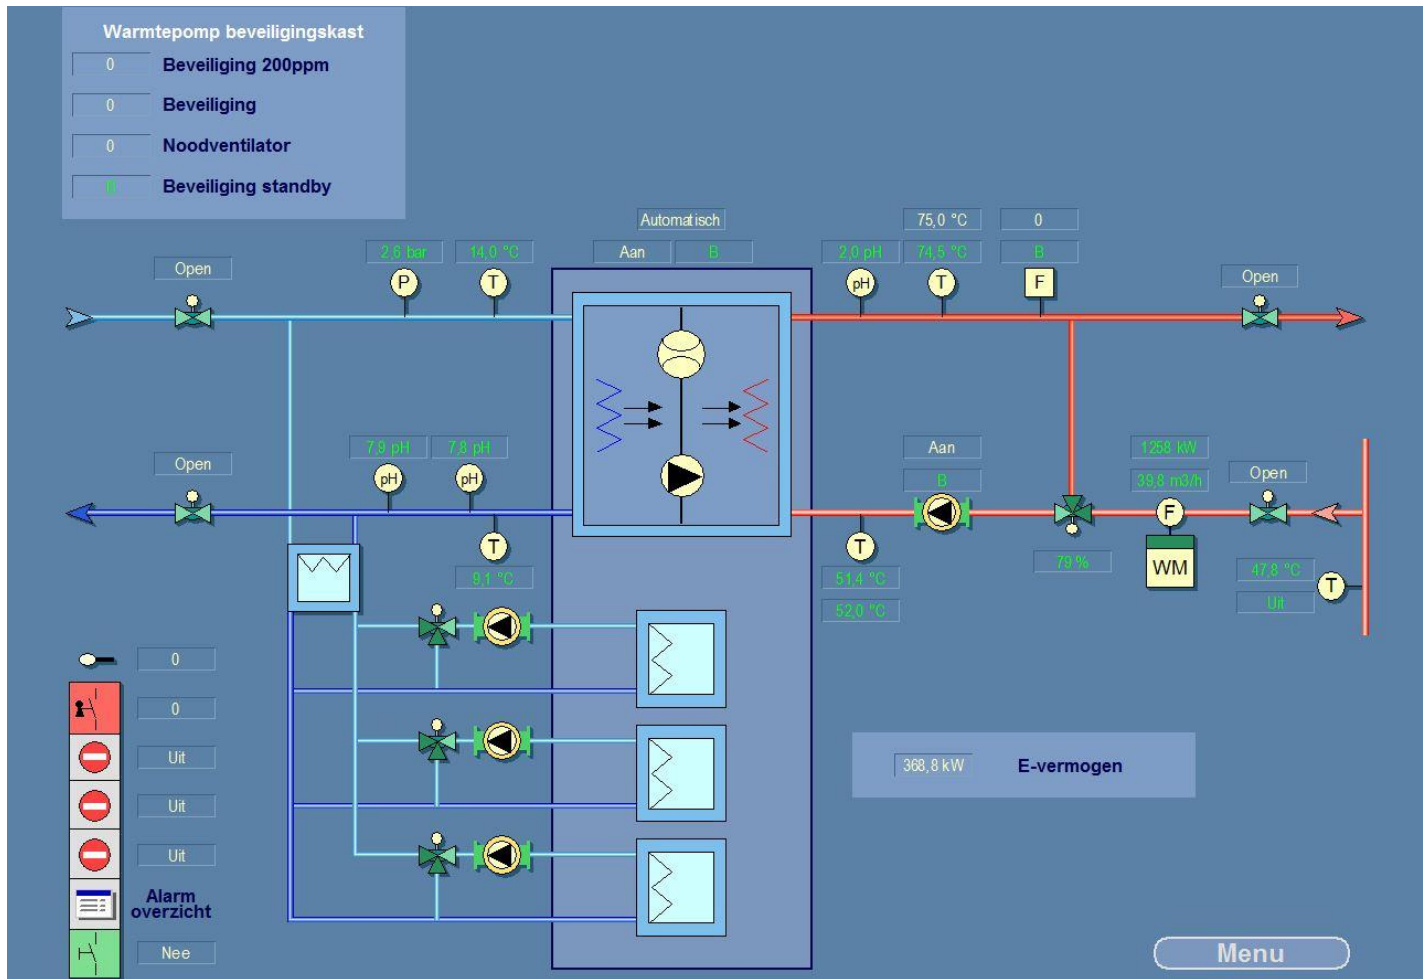 Warmtepomp beveiligingskast
0 Beveiliging 200ppm
0 Beveiliging
0 Noodventilator
Beveiliging standby
Automatisch
Aan B
75,0 °C
0
2,6 bar
14,0 °C
2,0 pH
74,5 °C
B
Open
P
T
pH
T
F
Open
7,9 pH
7,8 pH
Aan
1258 kW
Open
pH
pH
B
39,8 m3/h
Open
F
T
9,1 °C
T
51,4 °C
52,0 °C
79 %
WM
47,8 °C
Uit
T
0
0
Uit
Uit
Uit
Alarm
overzicht
Nee
368,8 kW E-vermogen
Menu